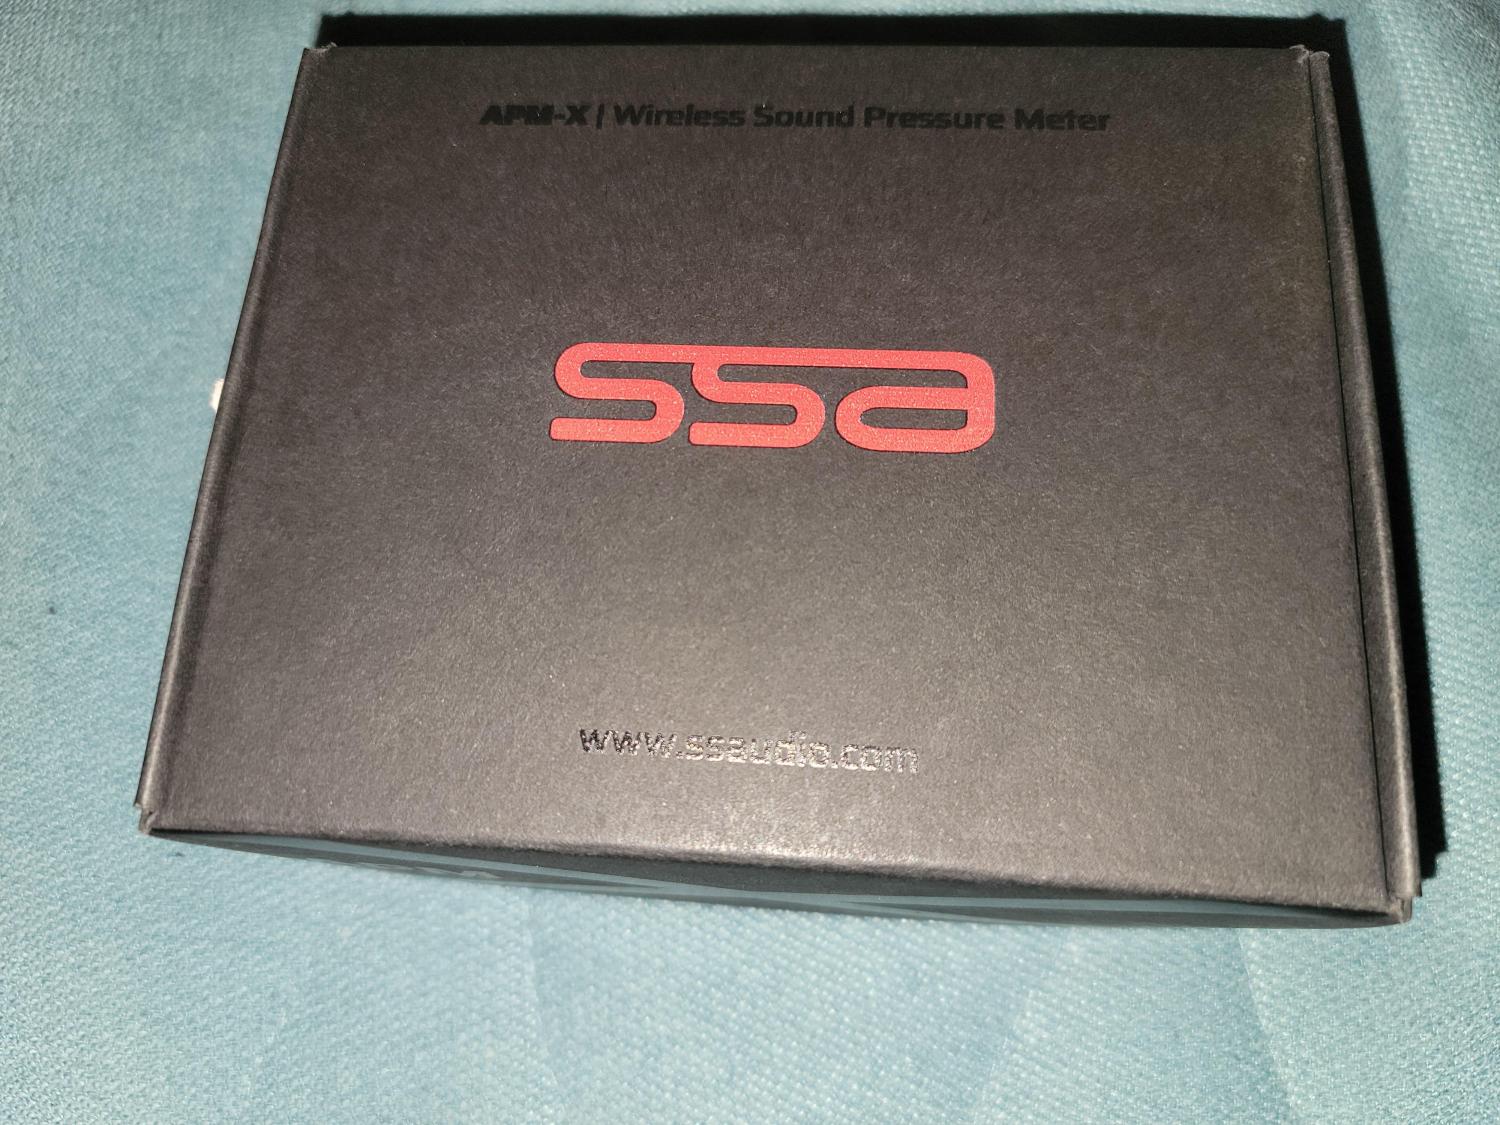 APM-X | Wireless Sound Pressure Meter
ssa
www.ssaudio.com